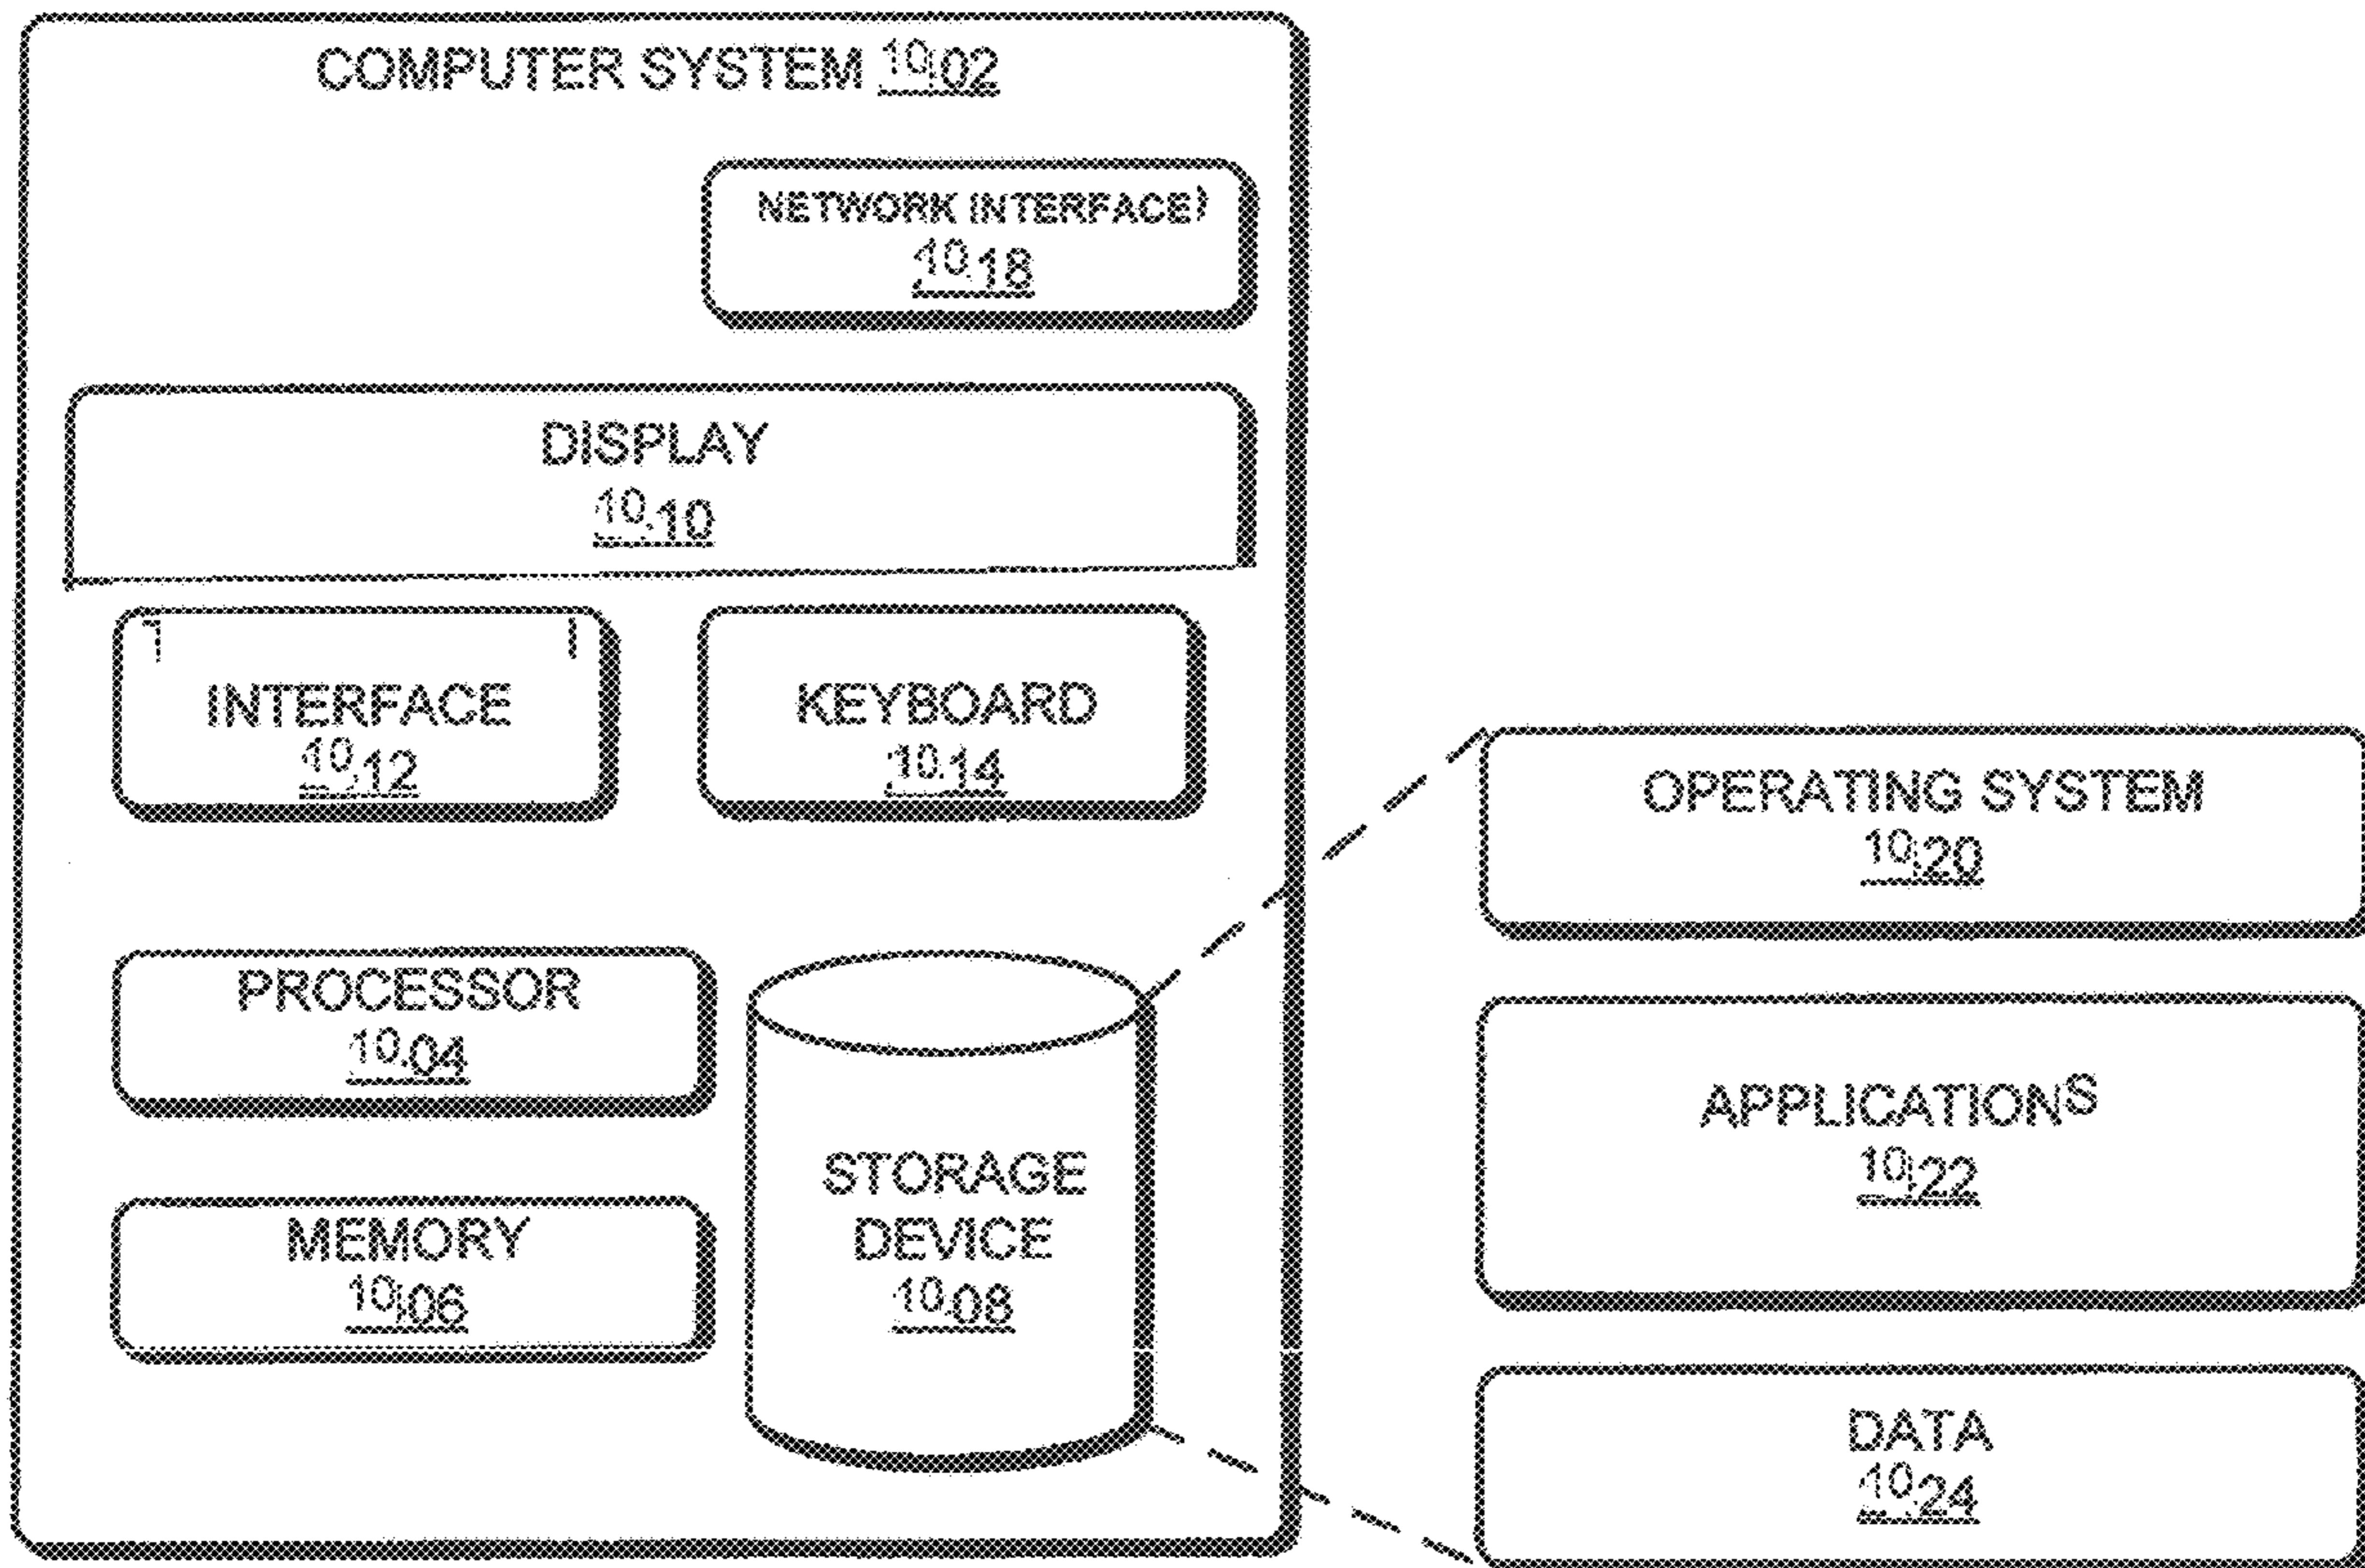 COMPUTER SYSTEM 1002
NETWORK INTERFACE
1018
DISPLAY
1010
INTERFACE
1012
KEYBOARD
1014
PROCESSOR
1004
MEMORY
1006
STORAGE
DEVICE
1008
OPERATING SYSTEM
1020
APPLICATIONS
1022
DATA
1024